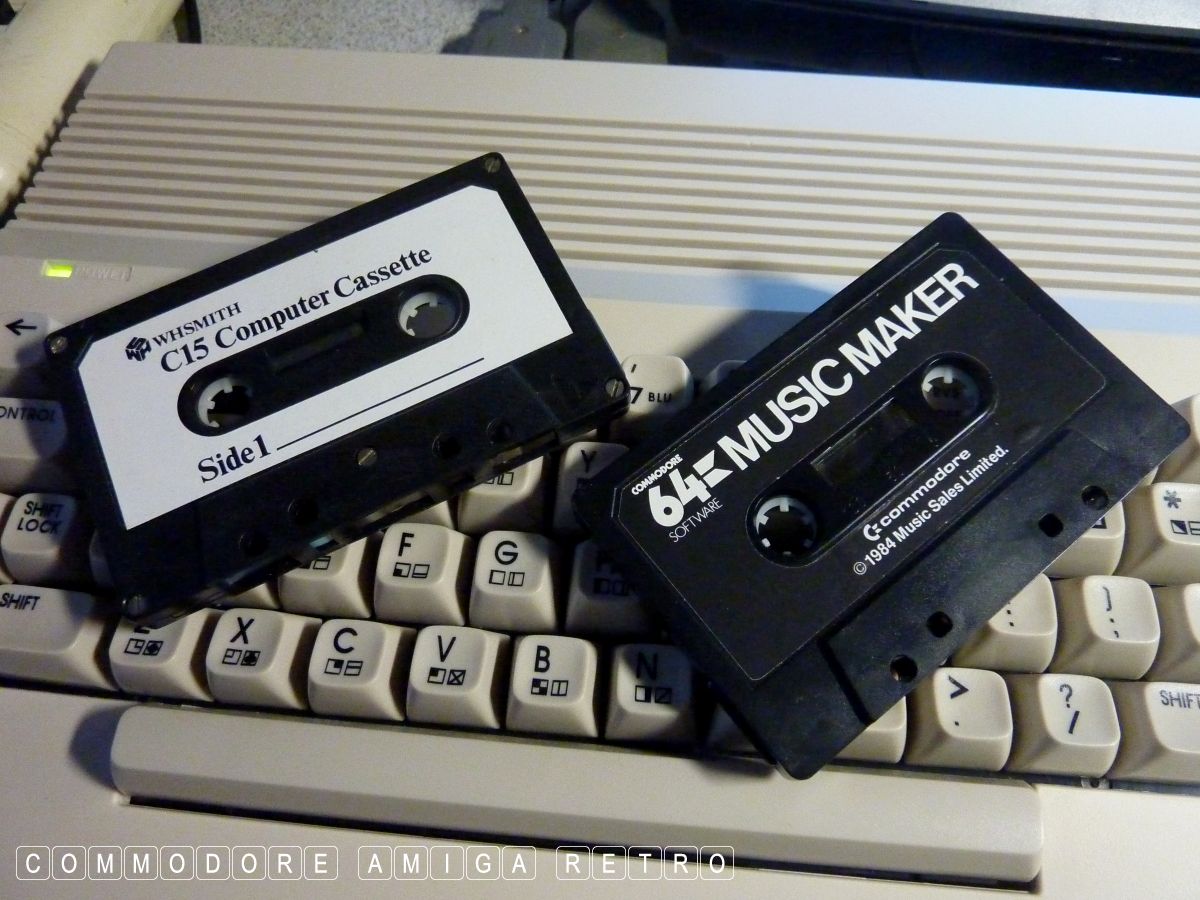 POWER
←
WHSMITH
C15 Computer Cassette
Side 1
COMMODORE
64
SOFTWARE
MUSIC MAKER
commodore
©1984 Music Sales Limited.
'
7 BLU
CONTROL
Y
SHIFT
LOCK
F
G
*
SHIFT
Z
X
C
V
B
N
:
]
;
>
.
?
/
SHIFT
COMMODORE AMIGA RETRO